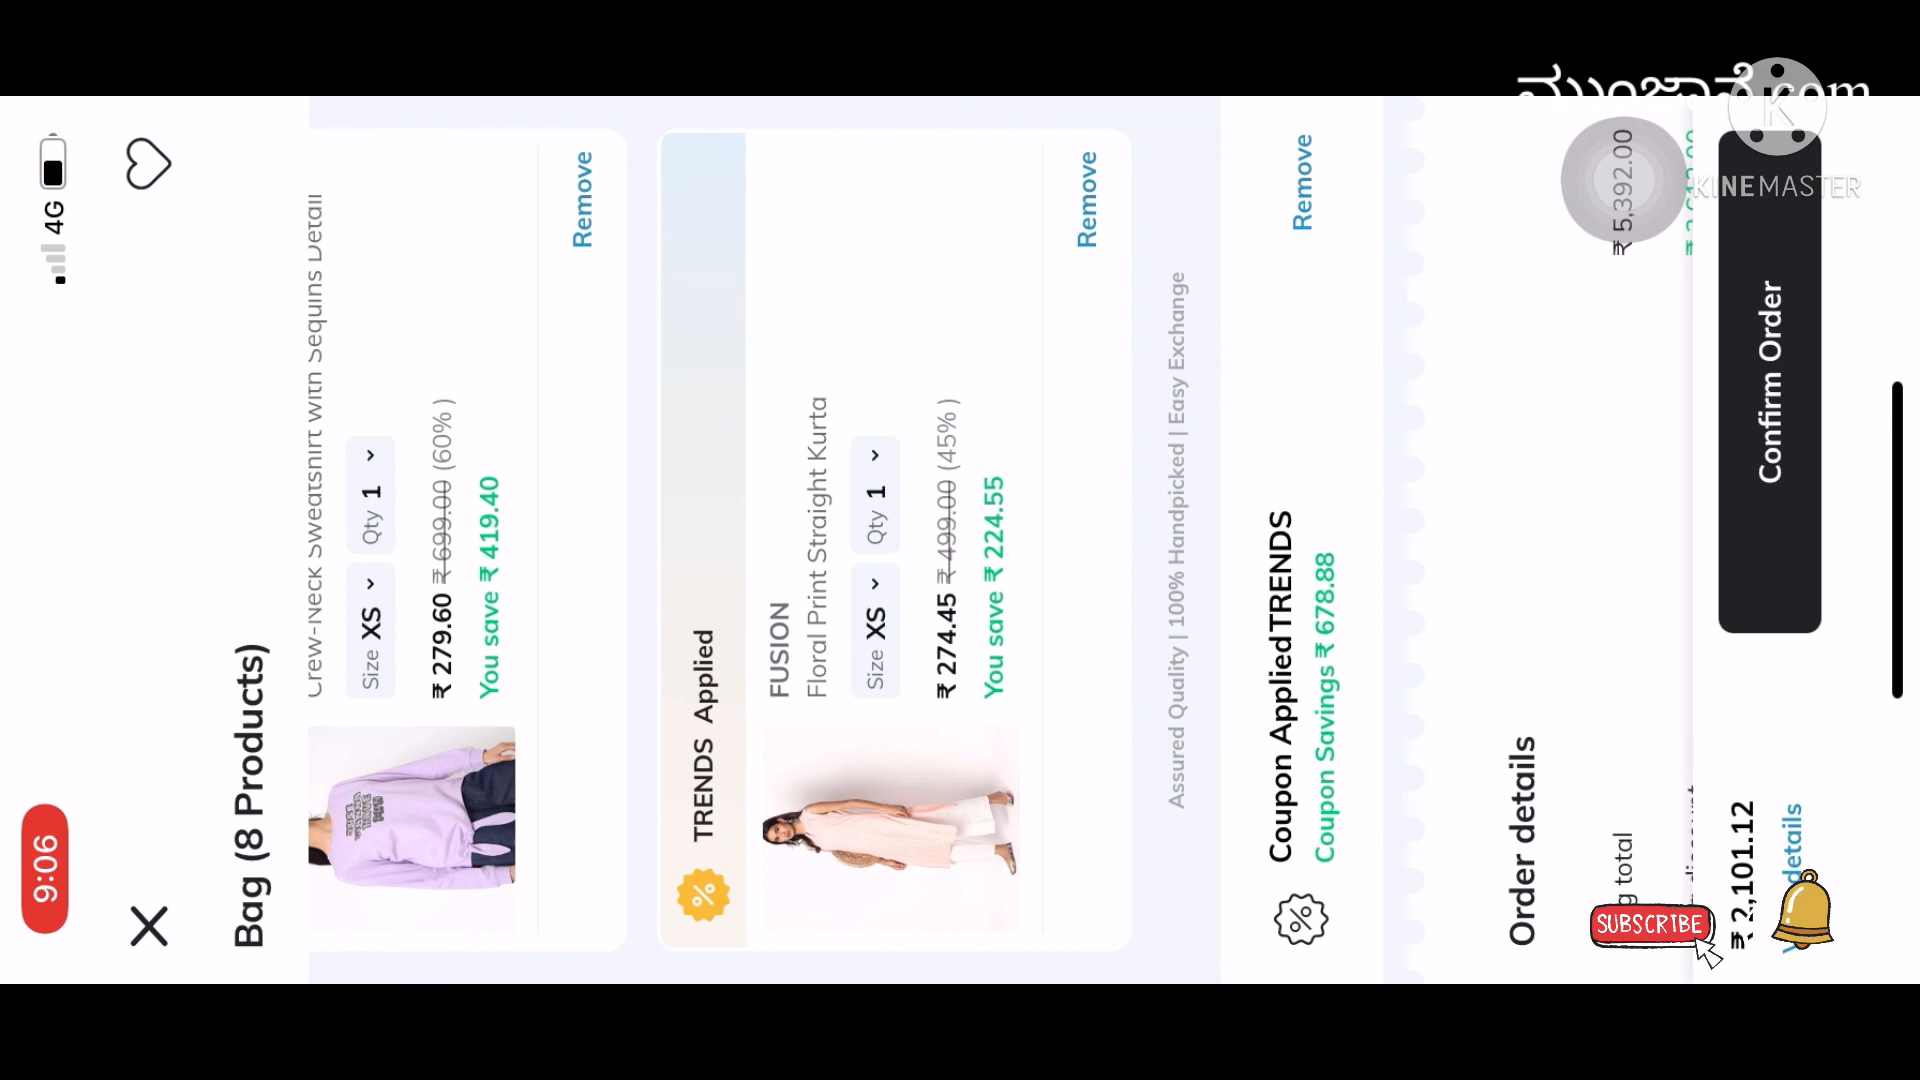 ಮುಂಜಾನೆ.com
KINEMASTER
9:06
4G
Bag (8 Products)
Crew-Neck Sweatshirt with Sequins Detail
Size XS
Qty 1
₹ 279.60 ₹ 699.00 (60% )
You save ₹ 419.40
Remove
TRENDS Applied
FUSION
Floral Print Straight Kurta
Size XS
Qty 1
₹ 274.45 ₹ 499.00 (45% )
You save ₹ 224.55
Remove
Assured Quality | 100% Handpicked | Easy Exchange
Coupon Applied TRENDS
Remove
Coupon Savings ₹ 678.88
Order details
total ₹ 5,392.00
₹ 2,101.12
details
Confirm Order
SUBSCRIBE